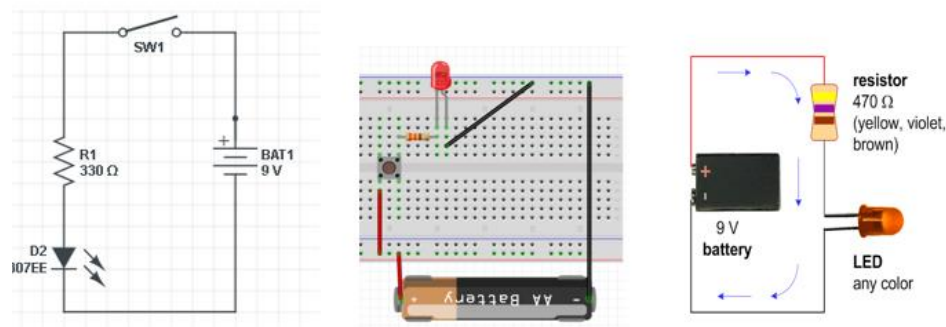 SW1
+
R1
330 Ω
BAT1
9 V
D2
307EE
+ AA Battery -
resistor
470 Ω
(yellow, violet,
brown)
+
-
9 V
battery
LED
any color